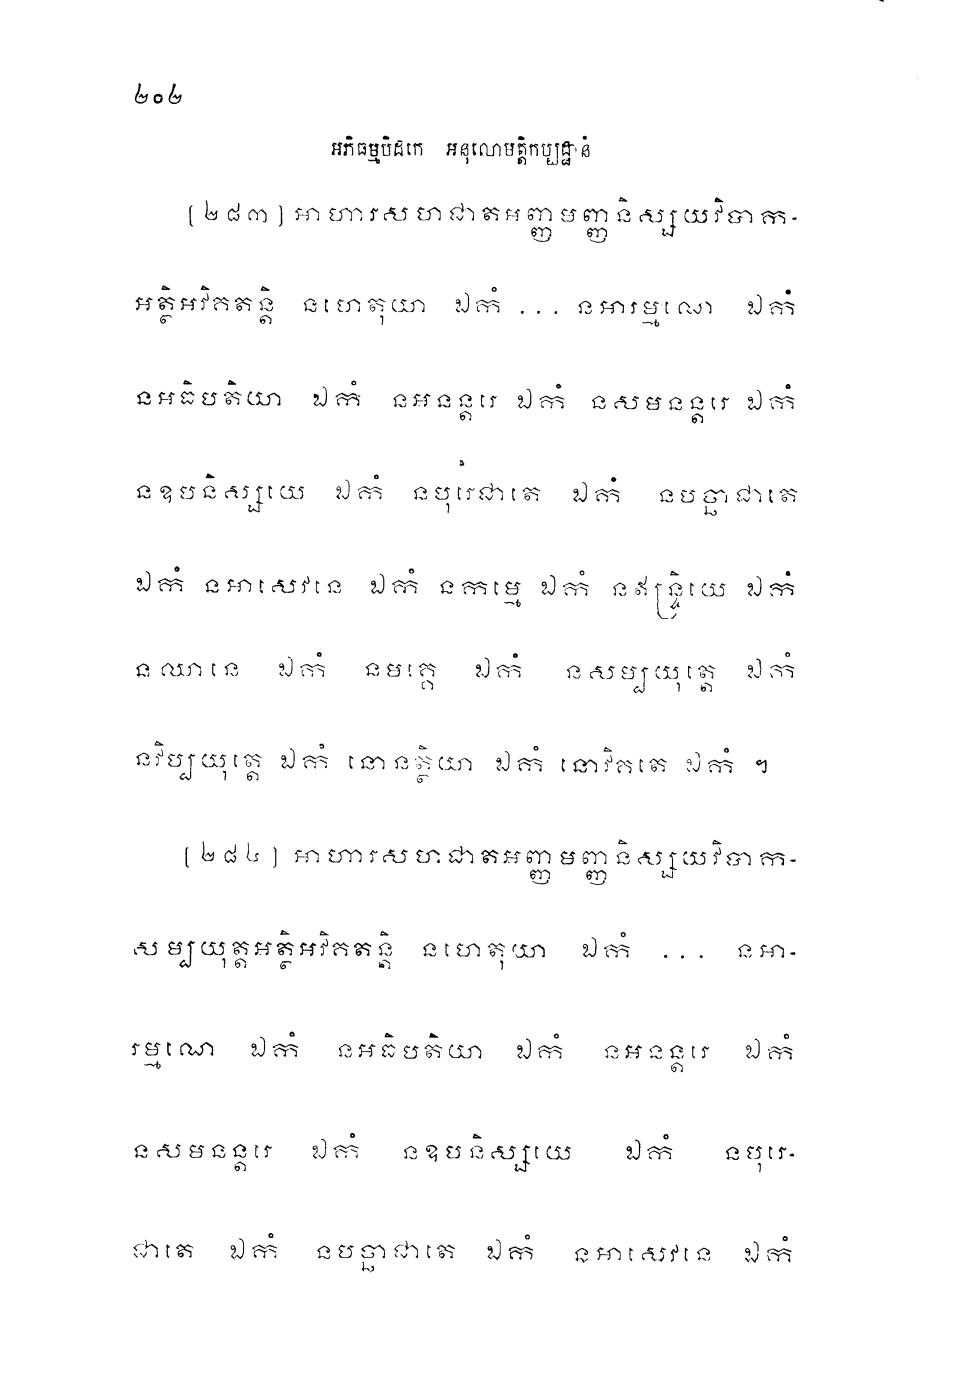 ២០២
អភិធម្មបិដកេ អនុលោមត្តិកប្បដ្ឋានំ
[២៨៣] អាហារសហជាតអញ្ញមញ្ញនិស្សយវិបាក-
អត្ថិអវិគតន្តិ នហេតុយា ឯកំ ... នអារម្មណេ ឯកំ
នអធិបតិយា ឯកំ នអនន្តរេ ឯកំ នសមនន្តរេ ឯកំ
នឧបនិស្សយេ ឯកំ នបុរេជាតេ ឯកំ នបច្ឆាជាតេ
ឯកំ នអាសេវនេ ឯកំ នកម្មេ ឯកំ នឥន្ទ្រិយេ ឯកំ
នឈានេ ឯកំ នមគ្គេ ឯកំ នសម្បយុត្តេ ឯកំ
នវិប្បយុត្តេ ឯកំ នោនត្ថិយា ឯកំ នោវិគតេ ឯកំ ។
[២៨៤] អាហារសហជាតអញ្ញមញ្ញនិស្សយវិបាក-
សម្បយុត្តអត្ថិអវិគតន្តិ នហេតុយា ឯកំ ... នអា-
រម្មណេ ឯកំ នអធិបតិយា ឯកំ នអនន្តរេ ឯកំ
នសមនន្តរេ ឯកំ នឧបនិស្សយេ ឯកំ នបុរេ-
ជាតេ ឯកំ នបច្ឆាជាតេ ឯកំ នអាសេវនេ ឯកំ